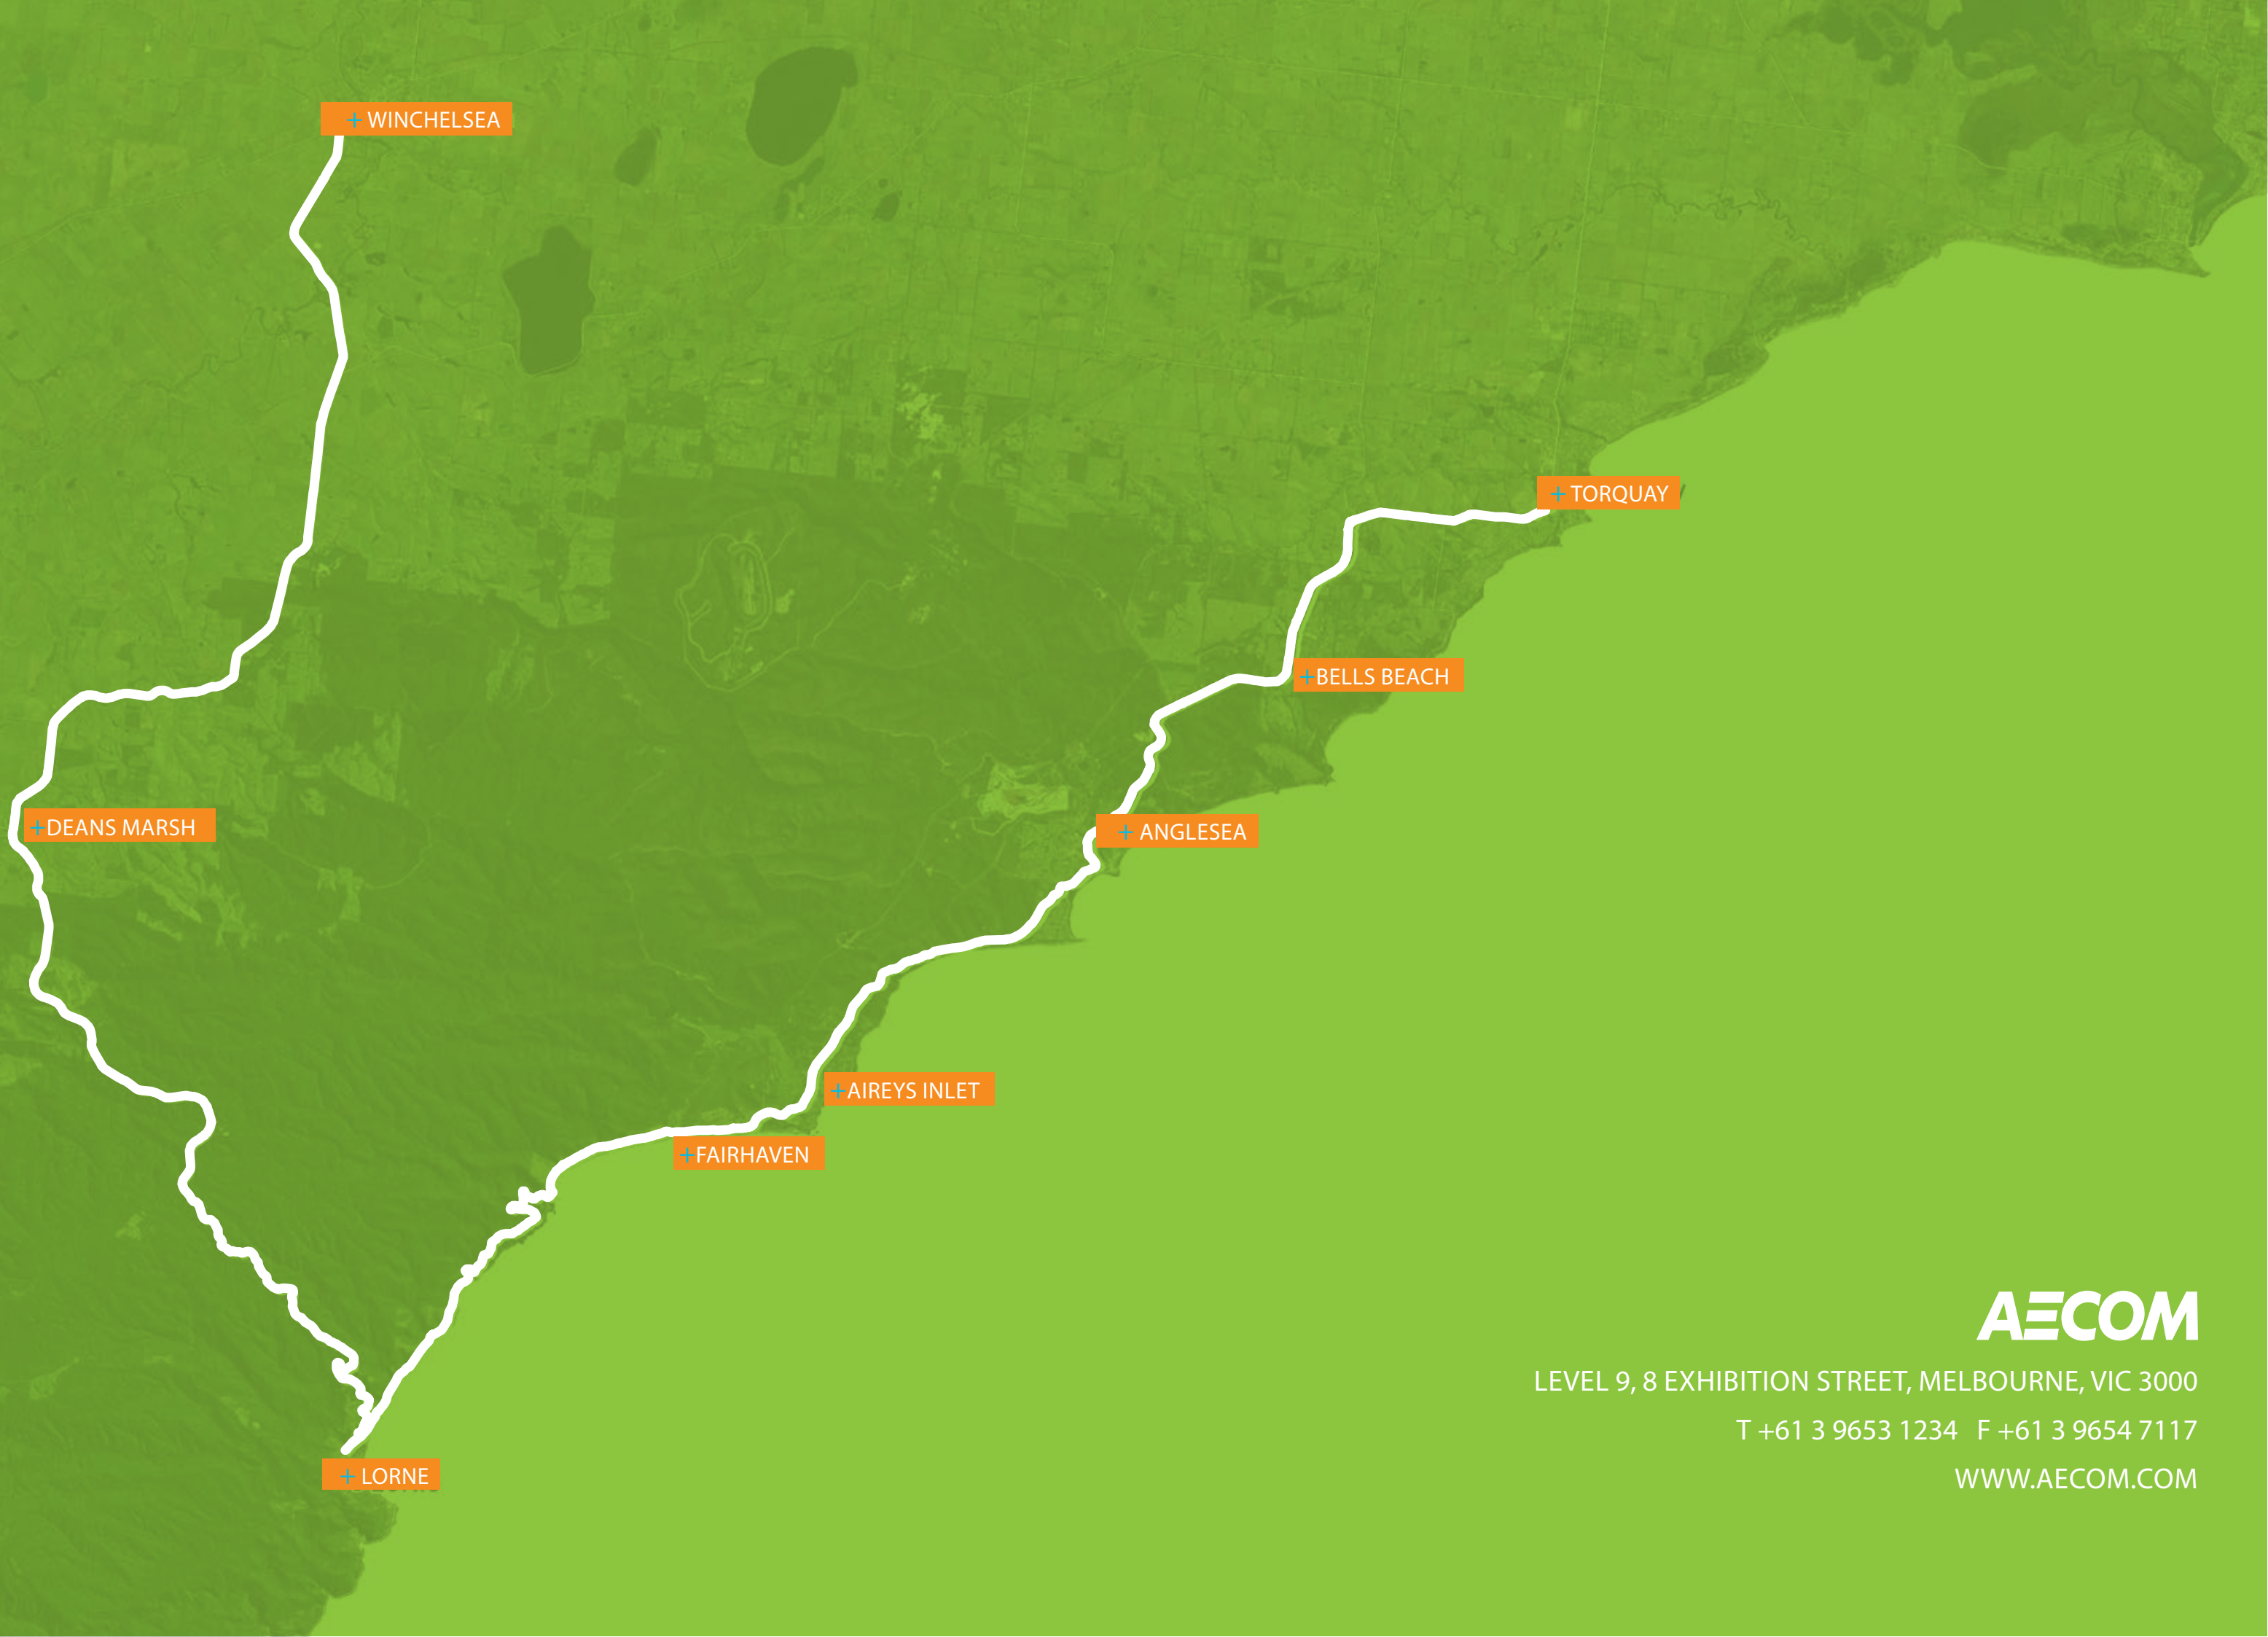 + WINCHELSEA
+ TORQUAY
+BELLS BEACH
+DEANS MARSH
+ ANGLESEA
+AIREYS INLET
+FAIRHAVEN
+ LORNE
AECOM
LEVEL 9, 8 EXHIBITION STREET, MELBOURNE, VIC 3000
T +61 3 9653 1234 F +61 3 9654 7117
WWW.AECOM.COM